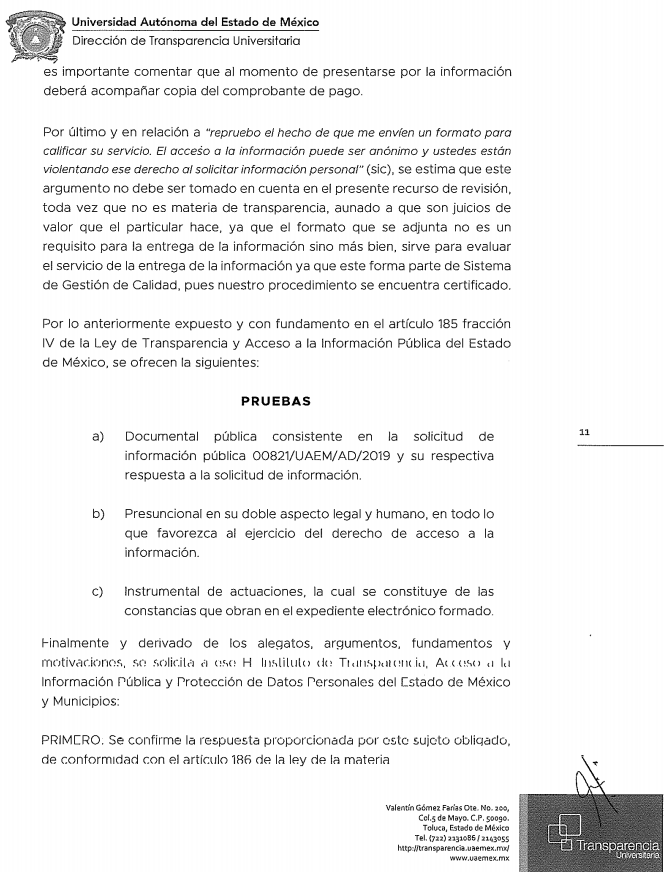 Universidad Autónoma del Estado de México
Dirección de Transparencia Universitaria
es importante comentar que al momento de presentarse por la información
deberá acompañar copia del comprobante de pago.
Por último y en relación a "repruebo el hecho de que me envíen un formato para
calificar su servicio. El acceso a la información puede ser anónimo y ustedes están
violentando ese derecho al solicitar información personal" (sic), se estima que este
argumento no debe ser tomado en cuenta en el presente recurso de revisión,
toda vez que no es materia de transparencia, aunado a que son juicios de
valor que el particular hace, ya que el formato que se adjunta no es un
requisito para la entrega de la información sino más bien, sirve para evaluar
el servicio de la entrega de la información ya que este forma parte de Sistema
de Gestión de Calidad, pues nuestro procedimiento se encuentra certificado.
Por lo anteriormente expuesto y con fundamento en el artículo 185 fracción
IV de la Ley de Transparencia y Acceso a la Información Pública del Estado
de México, se ofrecen la siguientes:
PRUEBAS
a) Documental pública consistente en la solicitud de
información pública 00821/UAEM/AD/2019 y su respectiva
respuesta a la solicitud de información.
11
b) Presuncional en su doble aspecto legal y humano, en todo lo
que favorezca al ejercicio del derecho de acceso a la
información.
c) Instrumental de actuaciones, la cual se constituye de las
constancias que obran en el expediente electrónico formado.
Finalmente y derivado de los alegatos, argumentos, fundamentos y
motivaciones, se solicita a ese H Instituto de Transparencia, Acceso a la
Información Pública y Protección de Datos Personales del Estado de México
y Municipios:
PRIMERO. Se confirme la respuesta proporcionada por este sujeto obligado,
de conformidad con el artículo 186 de la ley de la materia
Valentín Gómez Farías Ote. No. 200,
Col.5 de Mayo. C.P. 50090.
Toluca, Estado de México
Tel. (722) 2131086 / 2143055
http://transparencia.uaemex.mx/
www.uaemex.mx
Transparencia
Universitaria